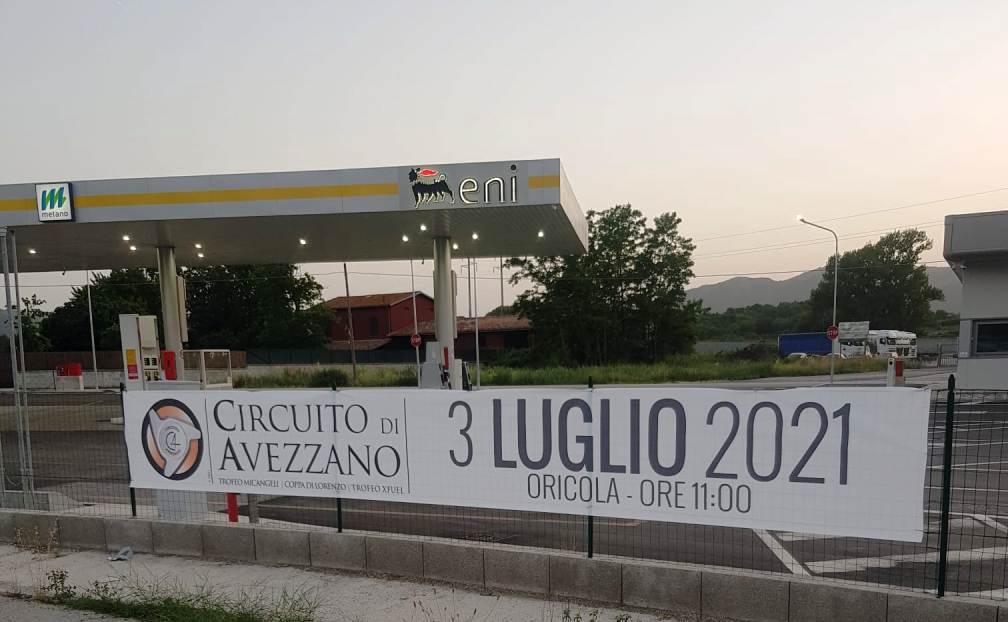 metano
eni
CIRCUITO DI
AVEZZANO
TROFEO MICANGELI | COPPA DI LORENZO | TROFEO XFUEL
3 LUGLIO 2021
ORICOLA - ORE 11:00
STOP